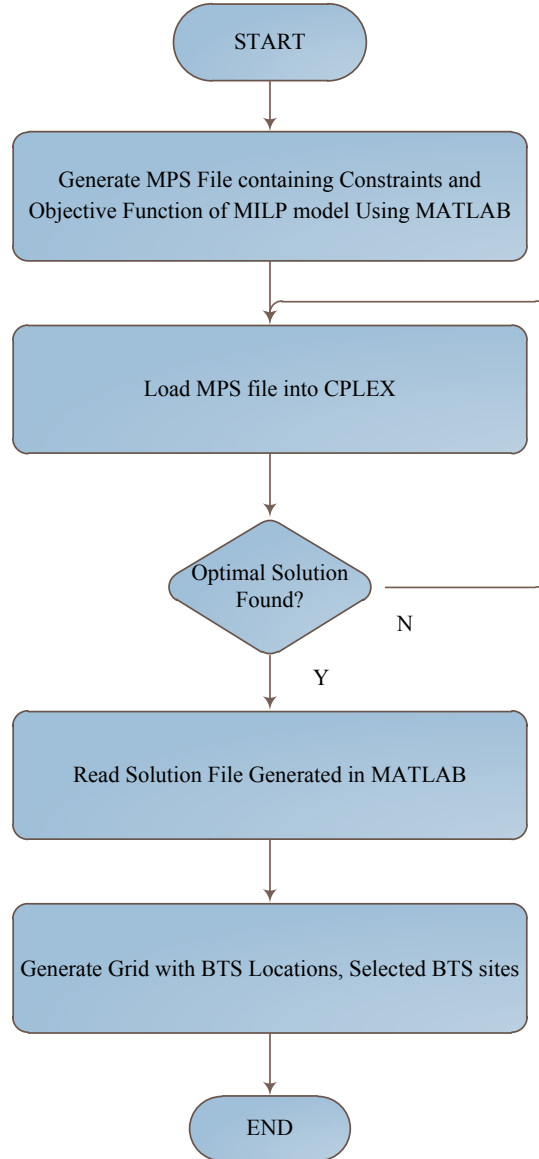 START
Generate MPS File containing Constraints and
Objective Function of MILP model Using MATLAB
Load MPS file into CPLEX
Optimal Solution
Found?
N
Y
Read Solution File Generated in MATLAB
Generate Grid with BTS Locations, Selected BTS sites
END